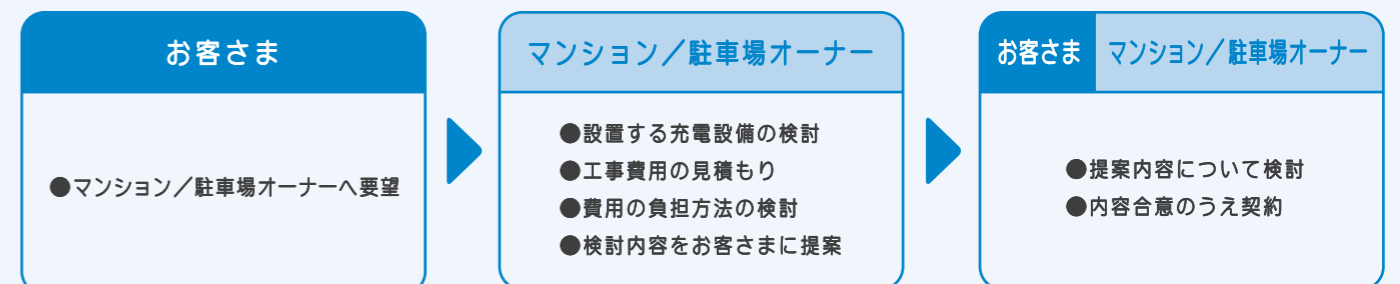 お客さま
●マンション／駐車場オーナーへ要望
マンション／駐車場オーナー
●設置する充電設備の検討
●工事費用の見積もり
●費用の負担方法の検討
●検討内容をお客さまに提案
お客さま マンション／駐車場オーナー
●提案内容について検討
●内容合意のうえ契約